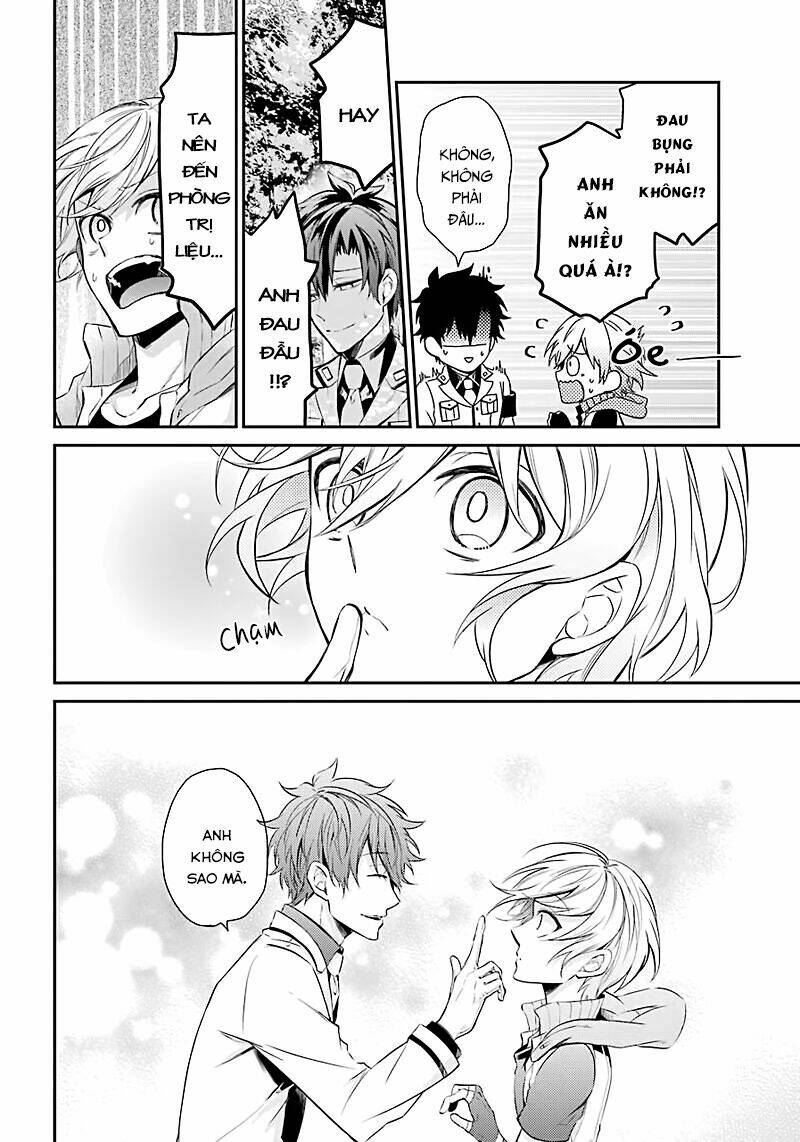 ĐAU
BỤNG
PHẢI
KHÔNG!?
ANH
ĂN
NHIỀU
QUÁ À!?
Óe
KHÔNG,
KHÔNG
PHẢI
ĐÂU...
HAY
ANH
ĐAU
ĐẦU
!!?
TA
NÊN
ĐẾN
PHÒNG
TRỊ
LIỆU...
Chạm
ANH
KHÔNG
SAO MÀ.